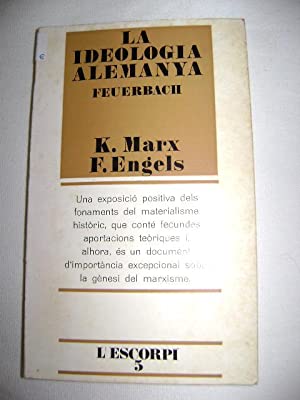 LA
IDEOLOGIA
ALEMANYA
FEUERBACH
K. Marx
F. Engels
Una exposició positiva dels
fonaments del materialisme
històric, que conté fecundes
aportacions teòriques i,
alhora, és un document
d'importància excepcional sobre
la gènesi del marxisme.
L'ESCORPÍ
5